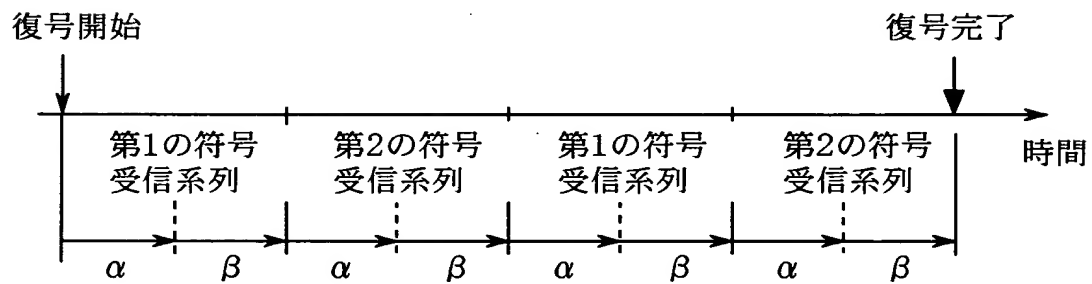 復号開始
復号完了
第1の符号
受信系列
第2の符号
受信系列
第1の符号
受信系列
第2の符号
受信系列
時間
α β α β α β α β